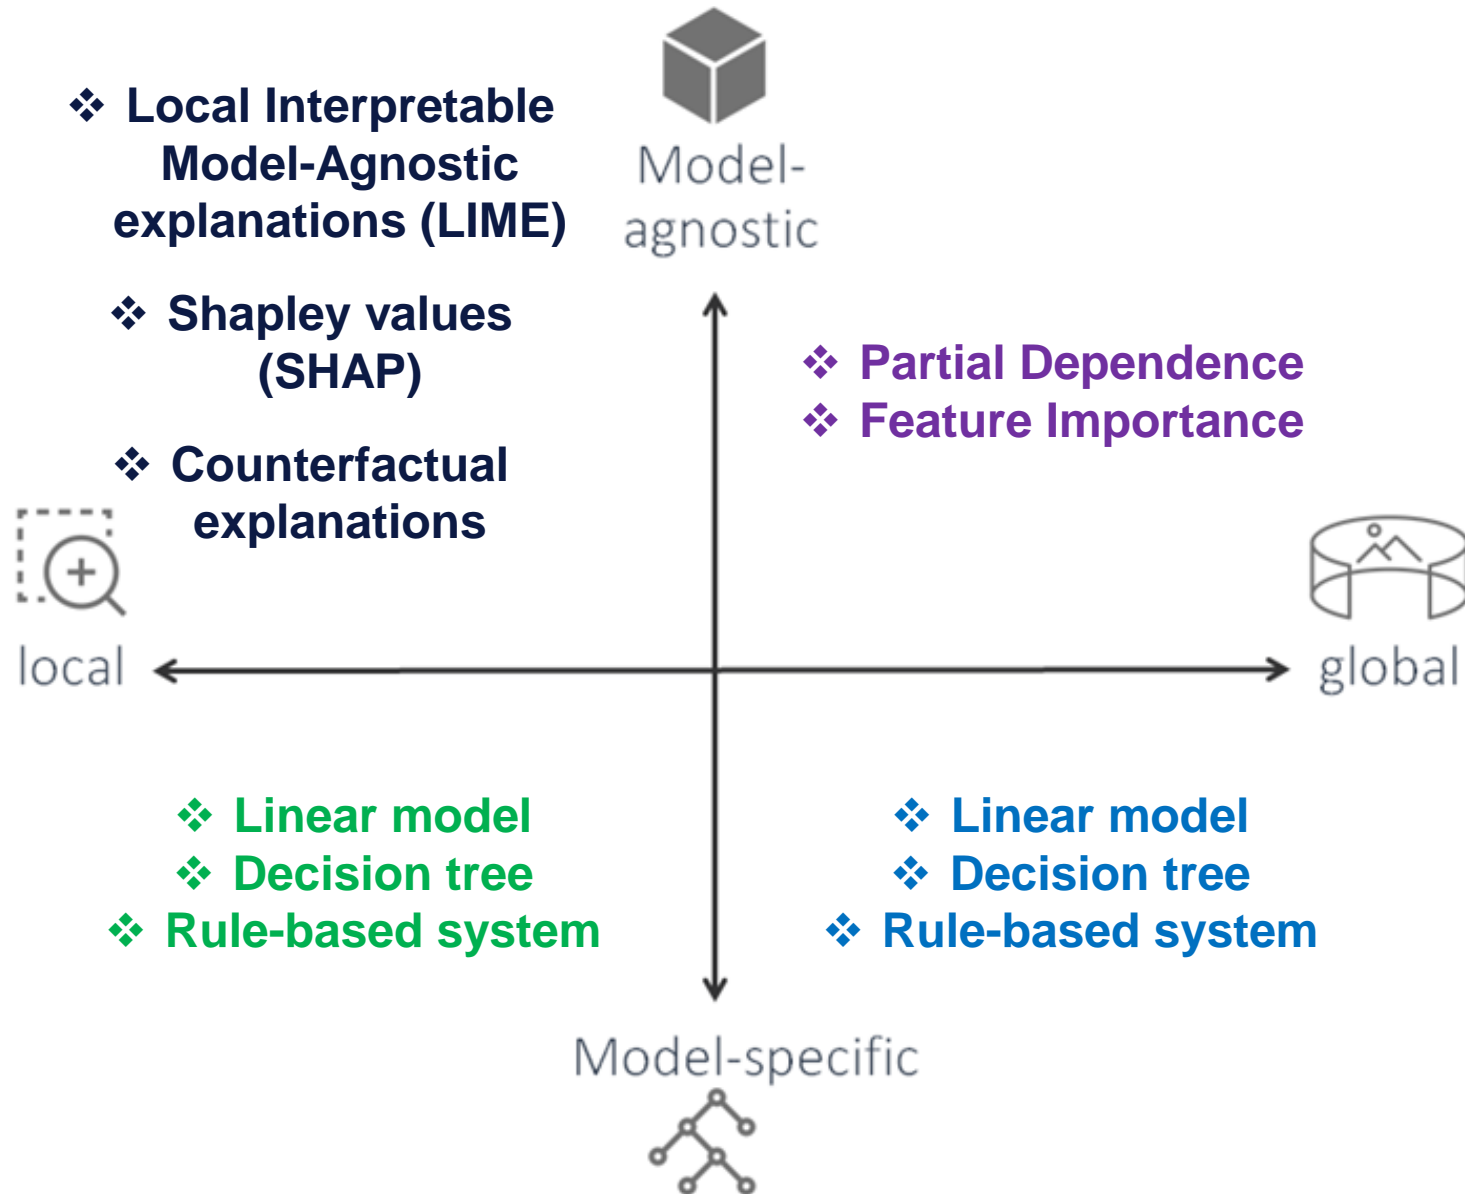 ❖ Local Interpretable
Model-Agnostic
explanations (LIME)
❖ Shapley values
(SHAP)
❖ Counterfactual
explanations
Model-
agnostic
❖ Partial Dependence
❖ Feature Importance
local
global
❖ Linear model
❖ Decision tree
❖ Rule-based system
❖ Linear model
❖ Decision tree
❖ Rule-based system
Model-specific